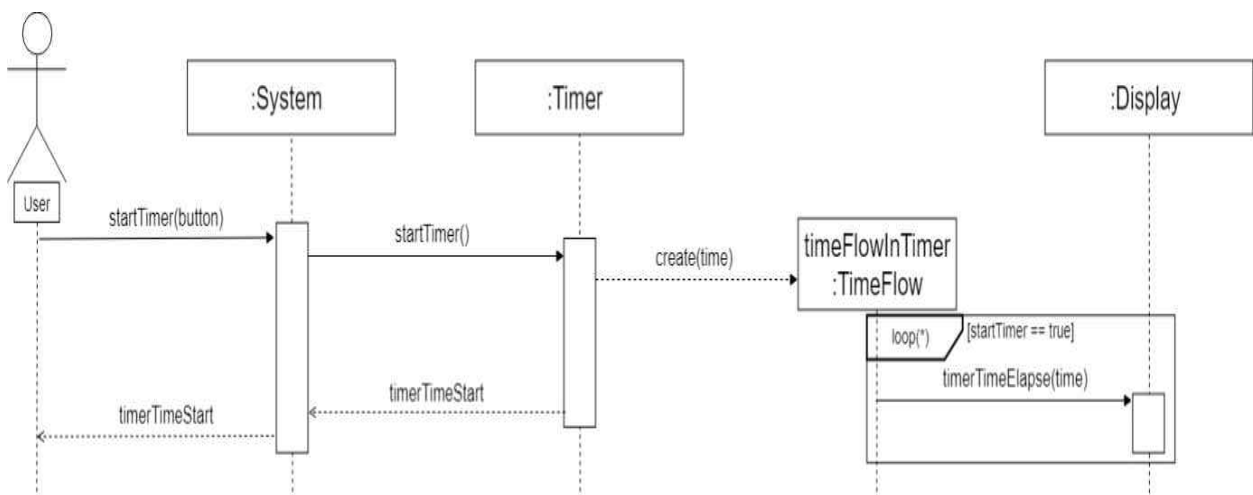 :System
:Timer
:Display
User
startTimer(button)
startTimer()
create(time)
timeFlowInTimer
:TimeFlow
loop(*)
[startTimer == true]
timerTimeElapse(time)
timerTimeStart
timerTimeStart